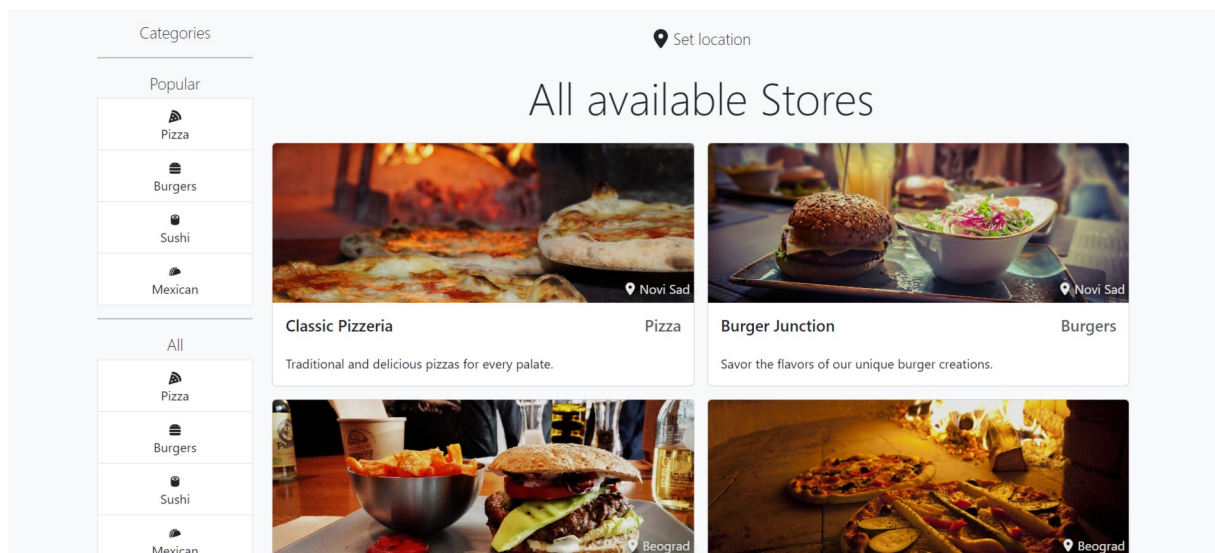 Categories
Popular
Pizza
Burgers
Sushi
Mexican
All
Pizza
Burgers
Sushi
Mexican
Set location
All available Stores
Novi Sad
Classic Pizzeria Pizza
Traditional and delicious pizzas for every palate.
Novi Sad
Burger Junction Burgers
Savor the flavors of our unique burger creations.
Beograd
Beograd